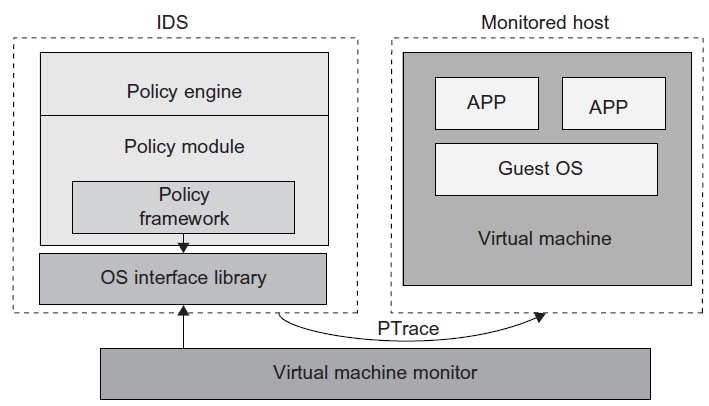 IDS
Policy engine
Policy module
Policy
framework
OS interface library
Monitored host
APP
APP
Guest OS
Virtual machine
PTrace
Virtual machine monitor